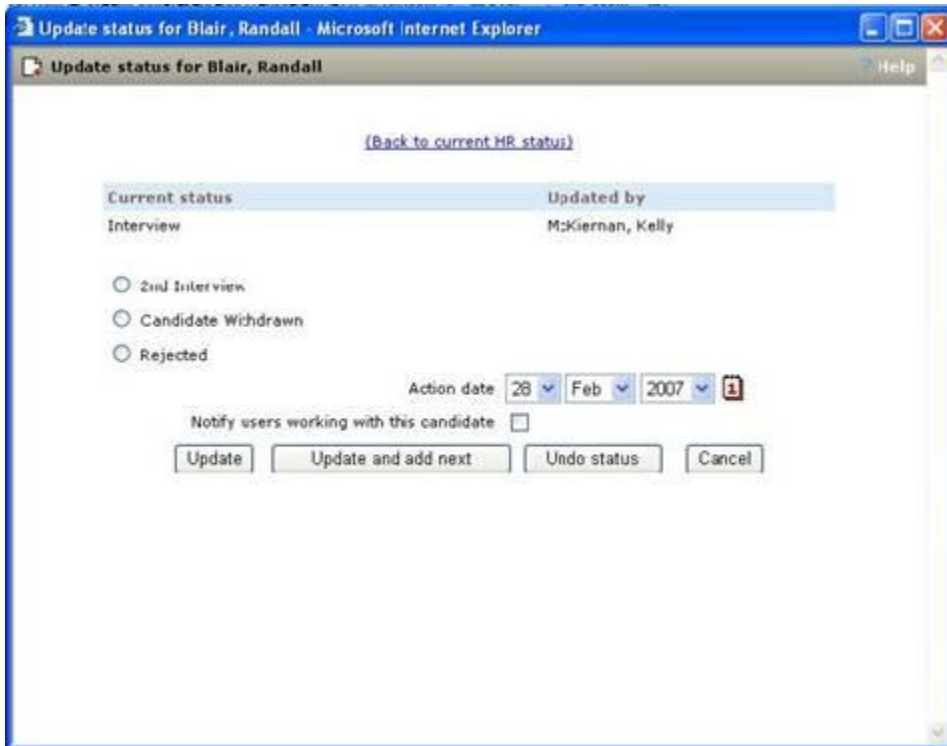 Update status for Blair, Randall - Microsoft Internet Explorer
Update status for Blair, Randall ? Help
(Back to current HR status)
Current status Updated by
Interview McKiernan, Kelly
2nd Interview
Candidate Withdrawn
Rejected
Action date 28 Feb 2007 1
Notify users working with this candidate
Update Update and add next Undo status Cancel